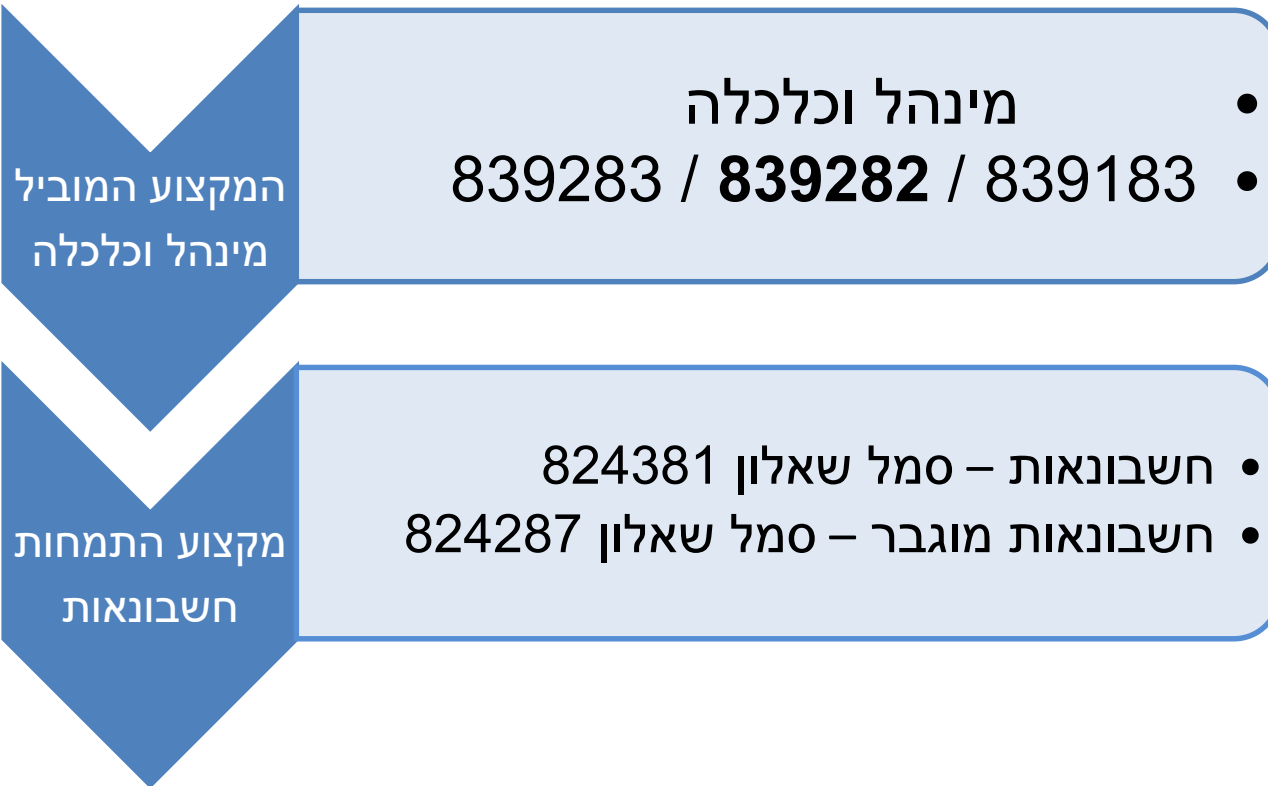 המקצוע המוביל
מינהל וכלכלה
• מינהל וכלכלה
• 839183 / 839282 / 839283
מקצוע התמחות
חשבונאות
• חשבונאות – סמל שאלון 824381
• חשבונאות מוגבר – סמל שאלון 824287